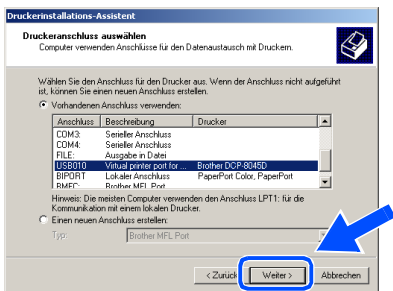 Druckerinstallations-Assistent
Druckeranschluss auswählen
Computer verwenden Anschlüsse für den Datenaustausch mit Druckern.
Wählen Sie den Anschluss für den Drucker aus. Wenn der Anschluss nicht aufgeführt
ist, können Sie einen neuen Anschluss erstellen.
Vorhandenen Anschluss verwenden:
Anschluss Beschreibung Drucker
COM3: Serieller Anschluss
COM4: Serieller Anschluss
FILE: Ausgabe in Datei
USB010 Virtual printer port for ... Brother DCP-8045D
BIPORT Lokaler Anschluss PaperPort Color, PaperPort
BMFC: Brother MFL Port
Hinweis: Die meisten Computer verwenden den Anschluss LPT1: für die
Kommunikation mit einem lokalen Drucker.
Einen neuen Anschluss erstellen:
Typ: Brother MFL Port
< Zurück Weiter > Abbrechen